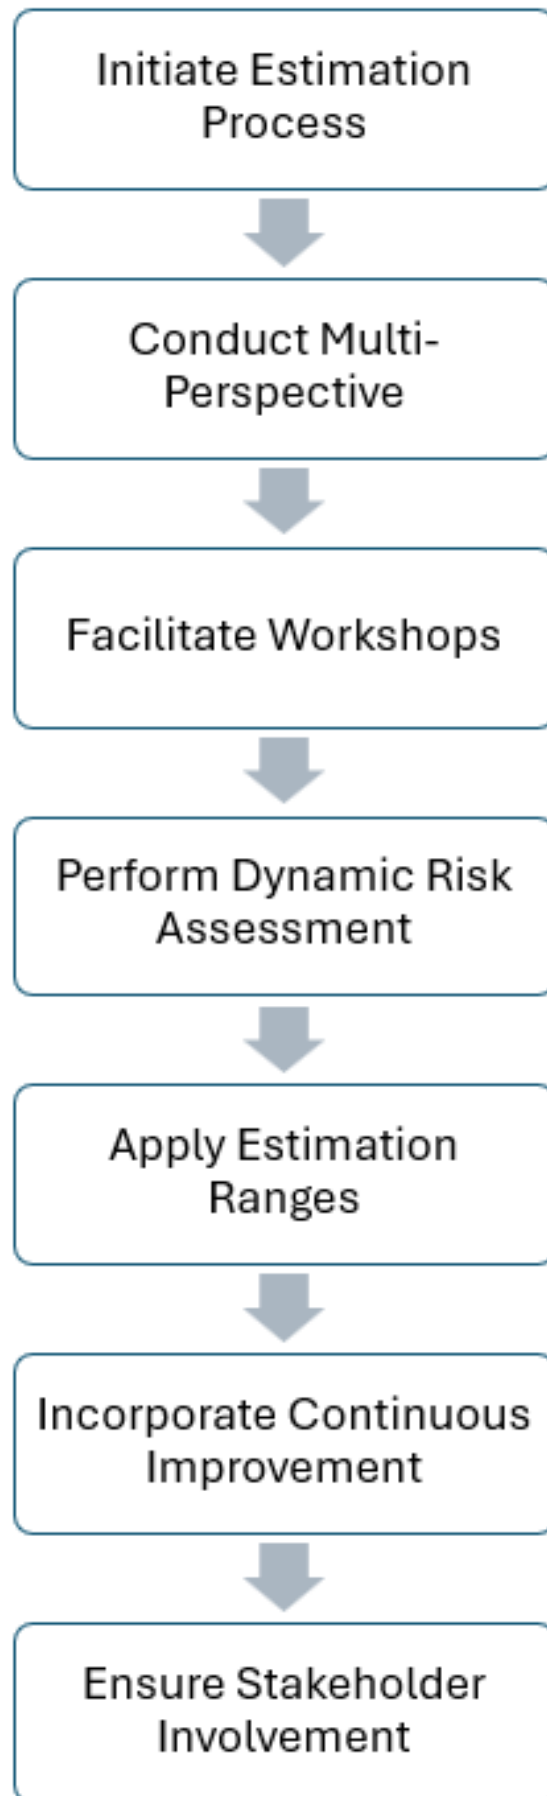 Initiate Estimation
Process
Conduct Multi-
Perspective
Facilitate Workshops
Perform Dynamic Risk
Assessment
Apply Estimation
Ranges
Incorporate Continuous
Improvement
Ensure Stakeholder
Involvement